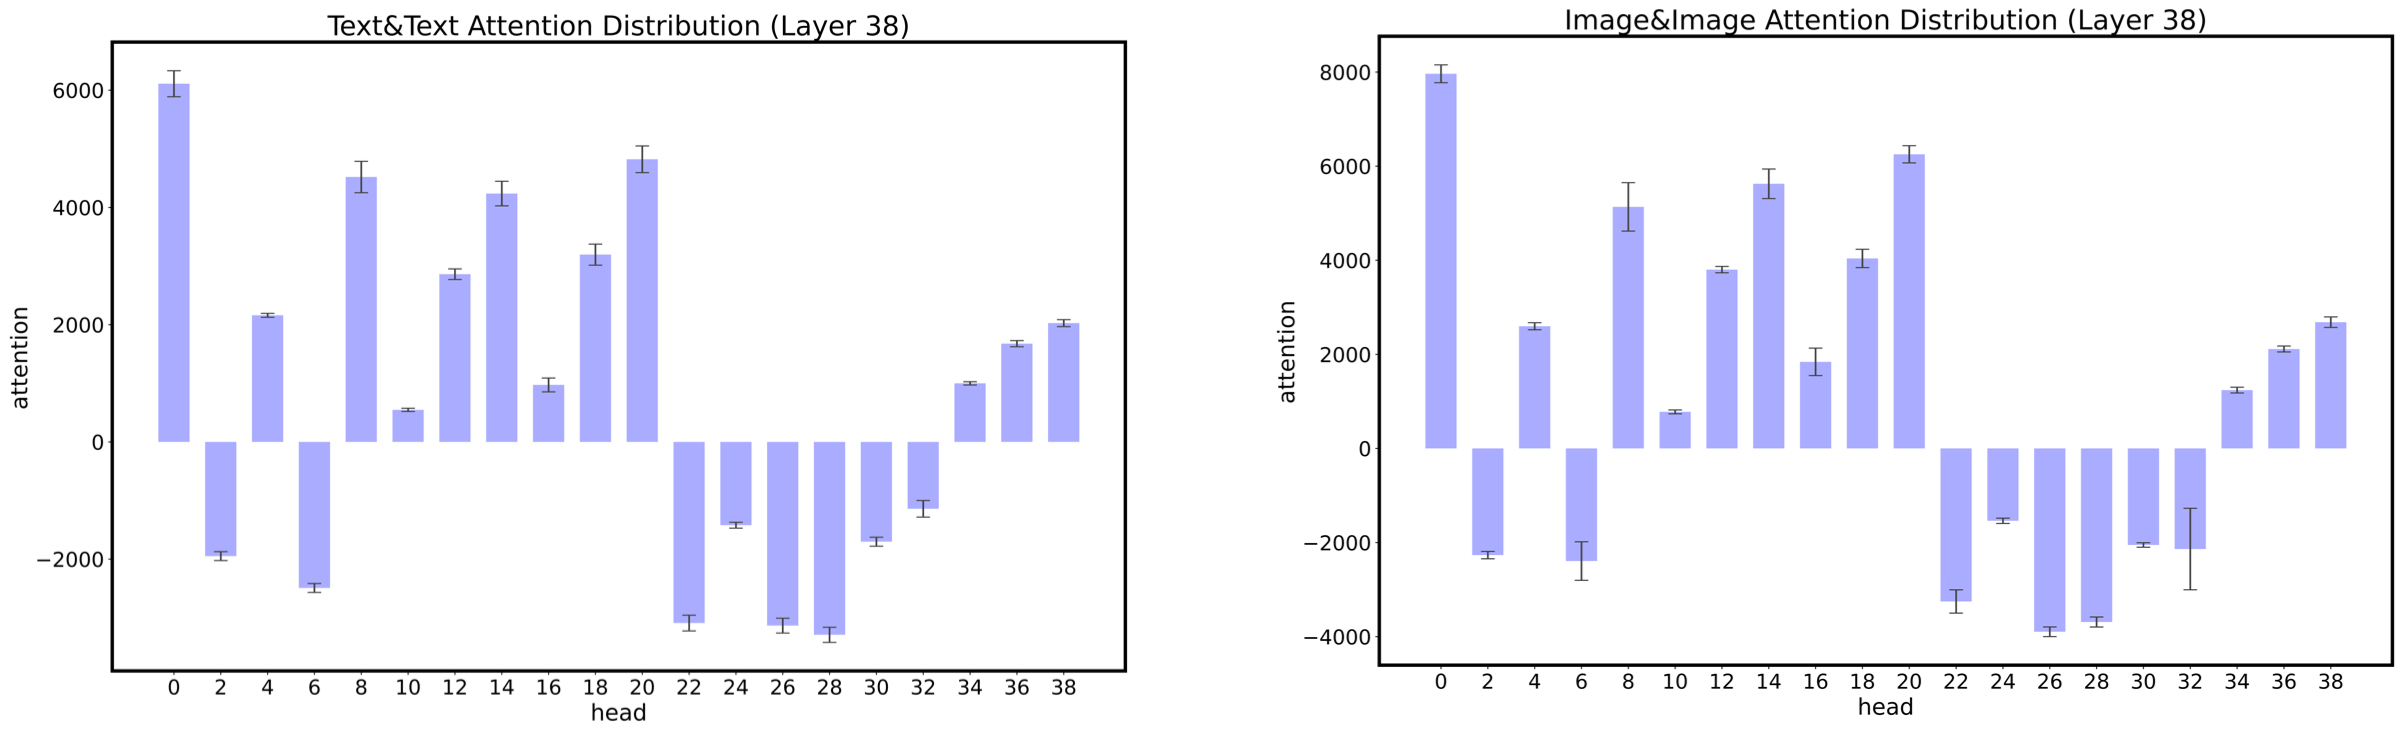 Text&Text Attention Distribution (Layer 38)
attention
6000
4000
2000
0
−2000
0 2 4 6 8 10 12 14 16 18 20 22 24 26 28 30 32 34 36 38
head
Image&Image Attention Distribution (Layer 38)
attention
8000
6000
4000
2000
0
−2000
−4000
0 2 4 6 8 10 12 14 16 18 20 22 24 26 28 30 32 34 36 38
head